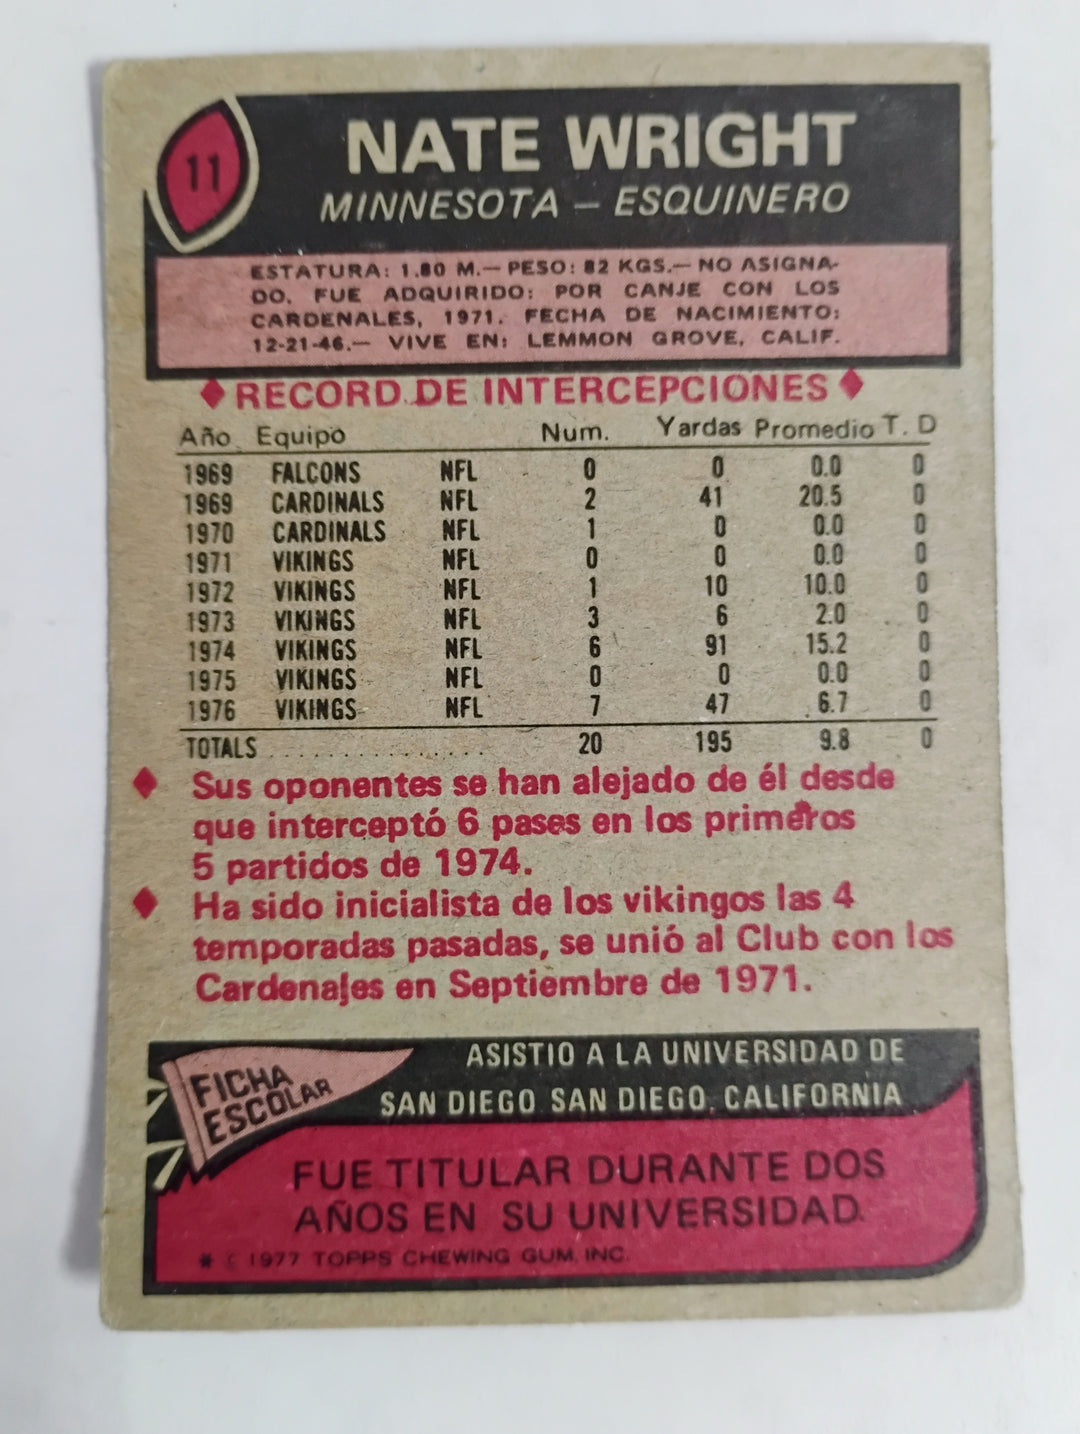 11
NATE WRIGHT
MINNESOTA – ESQUINERO
ESTATURA: 1.80 M.— PESO: 82 KGS.— NO ASIGNA-
DO. FUE ADQUIRIDO: POR CANJE CON LOS
CARDENALES, 1971. FECHA DE NACIMIENTO:
12-21-46.— VIVE EN: LEMMON GROVE, CALIF.
♦ RECORD DE INTERCEPCIONES ♦
Año Equipo Num. Yardas Promedio T. D
1969 FALCONS NFL 0 0 0.0 0
1969 CARDINALS NFL 2 41 20.5 0
1970 CARDINALS NFL 1 0 0.0 0
1971 VIKINGS NFL 0 0 0.0 0
1972 VIKINGS NFL 1 10 10.0 0
1973 VIKINGS NFL 3 6 2.0 0
1974 VIKINGS NFL 6 91 15.2 0
1975 VIKINGS NFL 0 0 0.0 0
1976 VIKINGS NFL 7 47 6.7 0
TOTALS .............. 20 195 9.8 0
♦ Sus oponentes se han alejado de él desde
que interceptó 6 pases en los primeros
5 partidos de 1974.
♦ Ha sido inicialista de los vikingos las 4
temporadas pasadas, se unió al Club con los
Cardenales en Septiembre de 1971.
FICHA
ESCOLAR
ASISTIO A LA UNIVERSIDAD DE
SAN DIEGO SAN DIEGO, CALIFORNIA
FUE TITULAR DURANTE DOS
AÑOS EN SU UNIVERSIDAD.
* © 1977 TOPPS CHEWING GUM, INC.